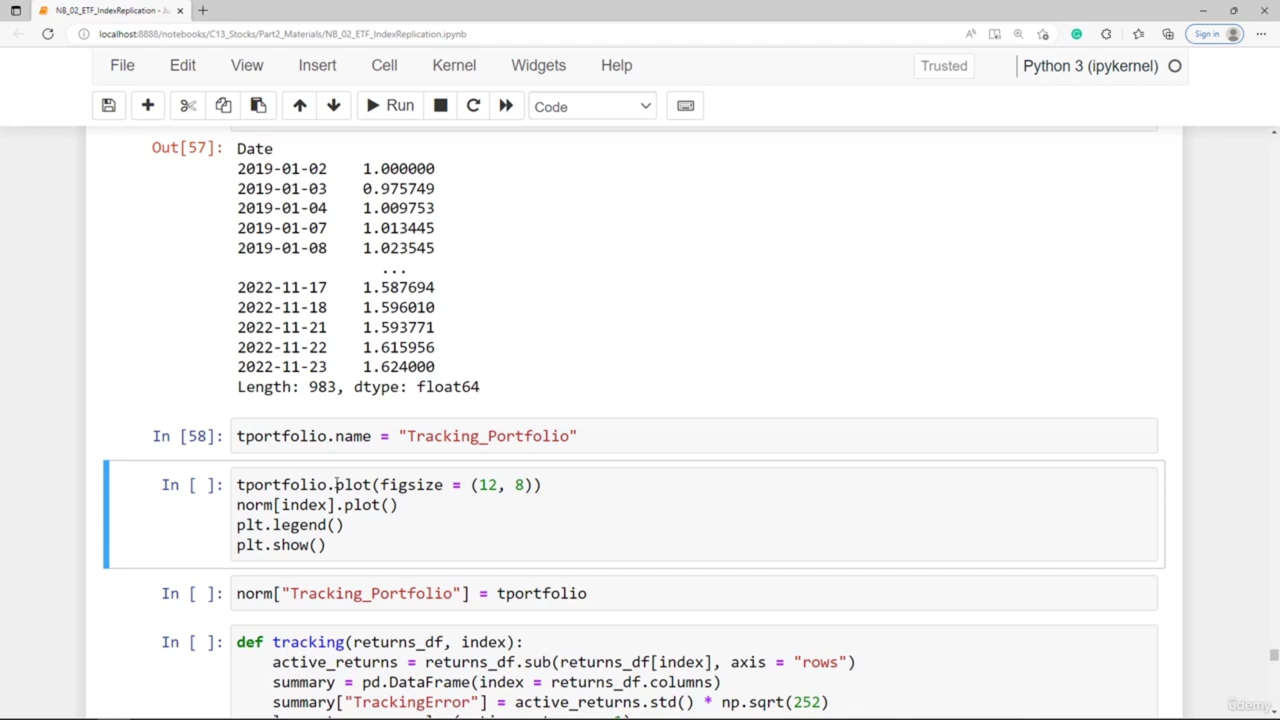 NB_02_ETF_IndexReplication - Ju
localhost:8888/notebooks/C13_Stocks/Part2_Materials/NB_02_ETF_IndexReplication.ipynb
Sign in
File Edit View Insert Cell Kernel Widgets Help Trusted Python 3 (ipykernel)
Run Code
Out[57]: Date
2019-01-02 1.000000
2019-01-03 0.975749
2019-01-04 1.009753
2019-01-07 1.013445
2019-01-08 1.023545
...
2022-11-17 1.587694
2022-11-18 1.596010
2022-11-21 1.593771
2022-11-22 1.615956
2022-11-23 1.624000
Length: 983, dtype: float64
In [58]: tportfolio.name = "Tracking_Portfolio"
In [ ]: tportfolio.plot(figsize = (12, 8))
norm[index].plot()
plt.legend()
plt.show()
In [ ]: norm["Tracking_Portfolio"] = tportfolio
In [ ]: def tracking(returns_df, index):
active_returns = returns_df.sub(returns_df[index], axis = "rows")
summary = pd.DataFrame(index = returns_df.columns)
summary["TrackingError"] = active_returns.std() * np.sqrt(252)
ûdemy